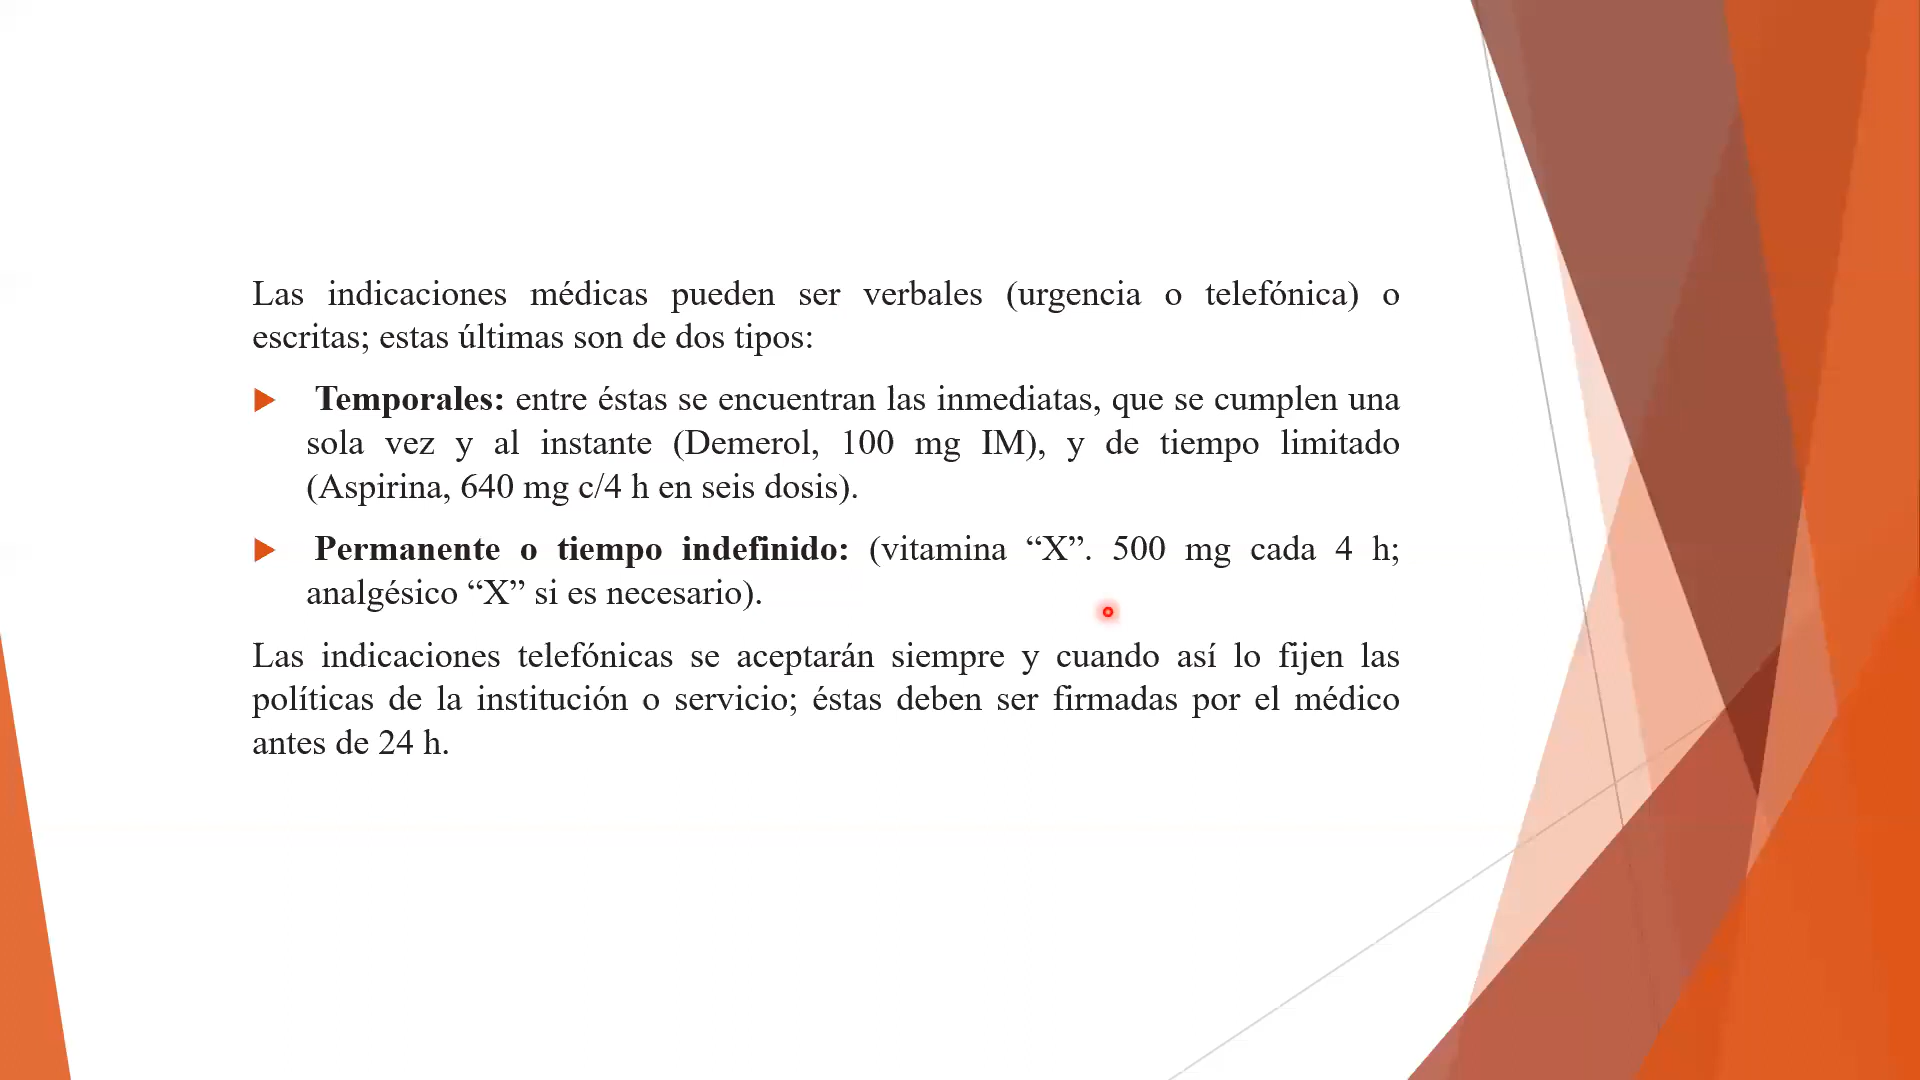 Las indicaciones médicas pueden ser verbales (urgencia o telefónica) o
escritas; estas últimas son de dos tipos:
Temporales: entre éstas se encuentran las inmediatas, que se cumplen una
sola vez y al instante (Demerol, 100 mg IM), y de tiempo limitado
(Aspirina, 640 mg c/4 h en seis dosis).
Permanente o tiempo indefinido: (vitamina “X”. 500 mg cada 4 h;
analgésico “X” si es necesario).
Las indicaciones telefónicas se aceptarán siempre y cuando así lo fijen las
políticas de la institución o servicio; éstas deben ser firmadas por el médico
antes de 24 h.